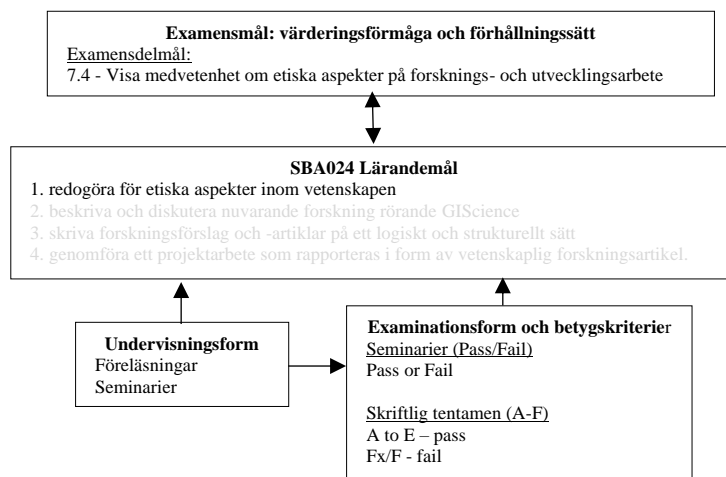 Examensmål: värderingsförmåga och förhållningssätt
Examensdelmål:
7.4 - Visa medvetenhet om etiska aspekter på forsknings- och utvecklingsarbete
SBA024 Lärandemål
1. redogöra för etiska aspekter inom vetenskapen
2. beskriva och diskutera nuvarande forskning rörande GIScience
3. skriva forskningsförslag och -artiklar på ett logiskt och strukturellt sätt
4. genomföra ett projektarbete som rapporteras i form av vetenskaplig forskningsartikel.
Undervisningsform
Föreläsningar
Seminarier
Examinationsform och betygskriterier
Seminarier (Pass/Fail)
Pass or Fail
Skriftlig tentamen (A-F)
A to E – pass
Fx/F - fail